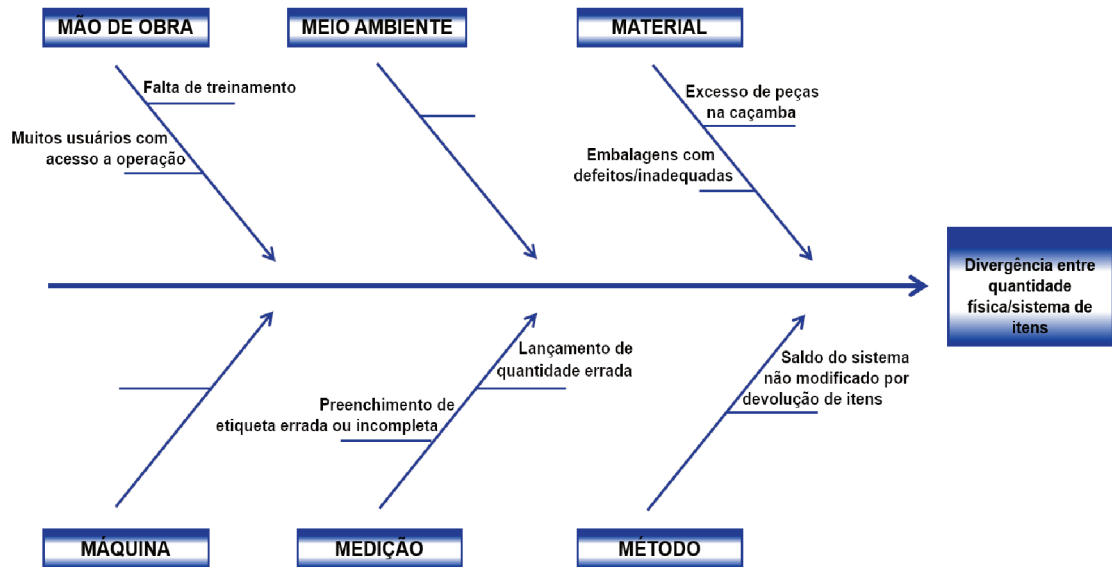 MÃO DE OBRA
MEIO AMBIENTE
MATERIAL
Falta de treinamento
Muitos usuários com
acesso a operação
Excesso de peças
na caçamba
Embalagens com
defeitos/inadequadas
Divergência entre
quantidade
física/sistema de
itens
Lançamento de
quantidade errada
Preenchimento de
etiqueta errada ou incompleta
Saldo do sistema
não modificado por
devolução de itens
MÁQUINA
MEDIÇÃO
MÉTODO